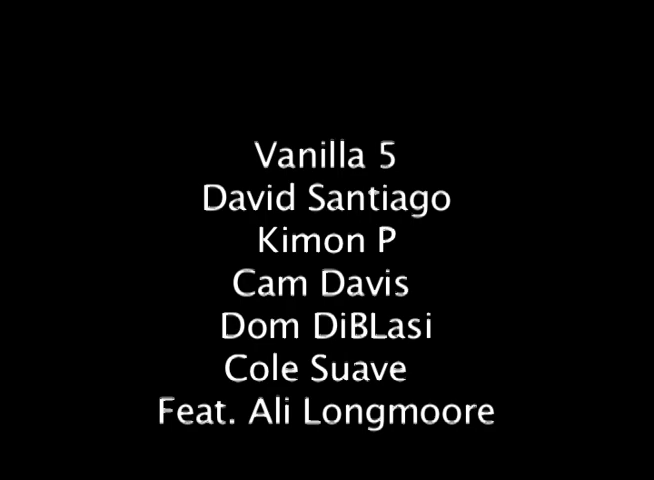 Vanilla 5
David Santiago
Kimon P
Cam Davis
Dom DiBLasi
Cole Suave
Feat. Ali Longmoore